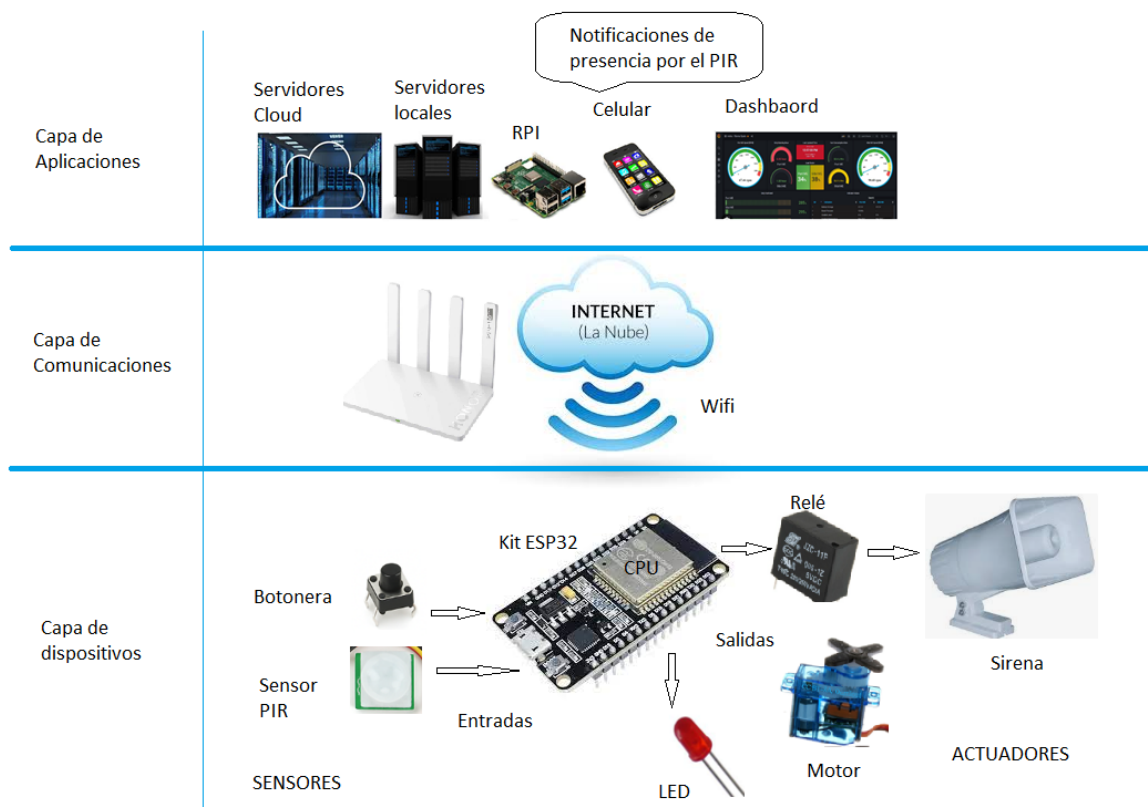 Notificaciones de
presencia por el PIR
Servidores
Cloud
Servidores
locales
RPI
Celular
Dashbaord
Capa de
Aplicaciones
INTERNET
(La Nube)
Capa de
Comunicaciones
Wifi
HONOR
Relé
Kit ESP32
CPU
Botonera
Capa de
dispositivos
Salidas
Sirena
Sensor
PIR
Entradas
Motor
ACTUADORES
SENSORES
LED